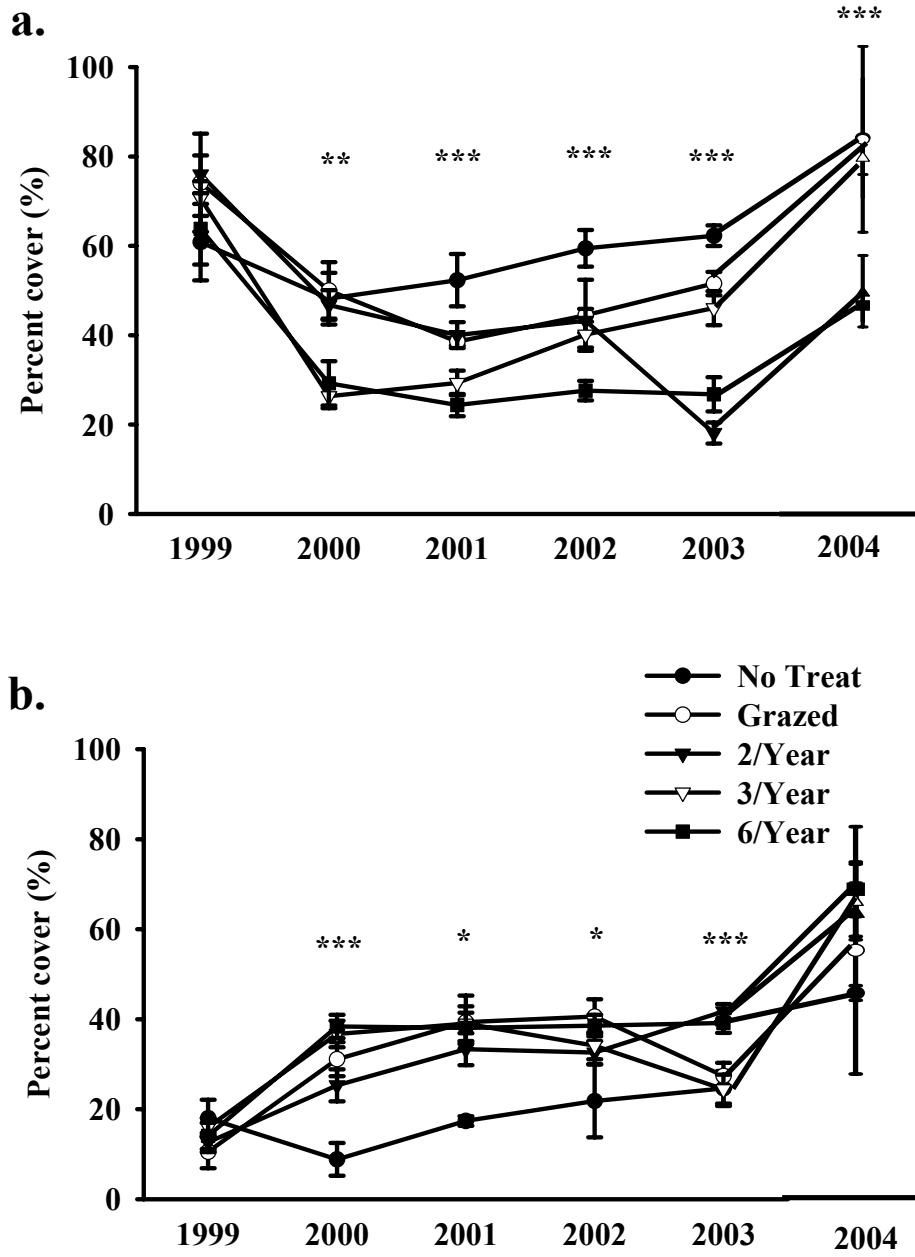 a.
***
100
80
** *** *** ***
60
40
20
0
Percent cover (%)
1999 2000 2001 2002 2003 2004
b.
No Treat
Grazed
2/Year
3/Year
6/Year
100
80
60
*** * * ***
40
20
0
Percent cover (%)
1999 2000 2001 2002 2003 2004